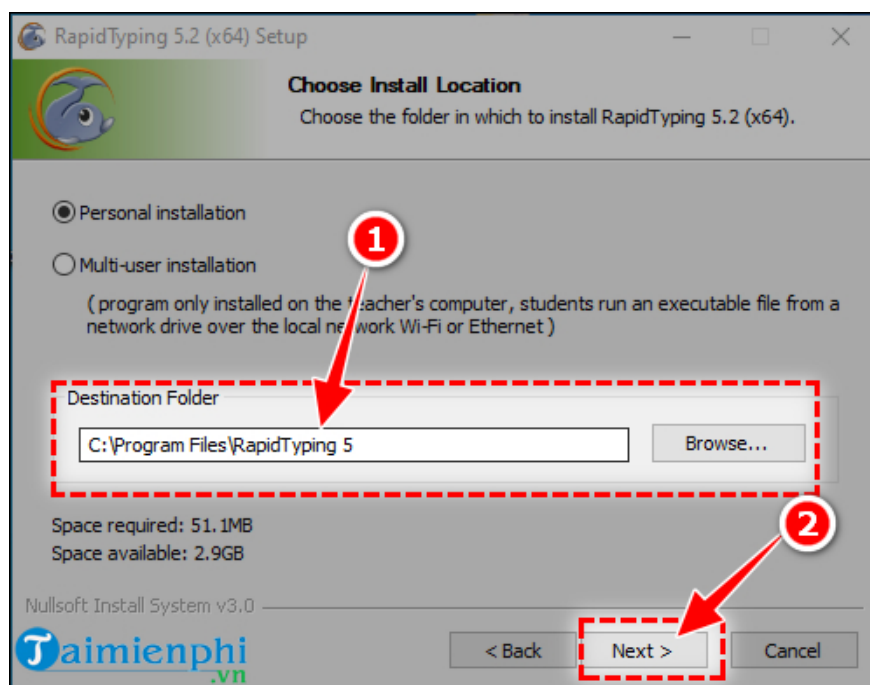 RapidTyping 5.2 (x64) Setup
Choose Install Location
Choose the folder in which to install RapidTyping 5.2 (x64).
Personal installation
1
Multi-user installation
( program only installed on the teacher's computer, students run an executable file from a
network drive over the local network Wi-Fi or Ethernet )
Destination Folder
C:\Program Files\RapidTyping 5
Browse...
Space required: 51.1MB
2
Space available: 2.9GB
Nullsoft Install System v3.0
Taimienphi
.vn
< Back Next > Cancel